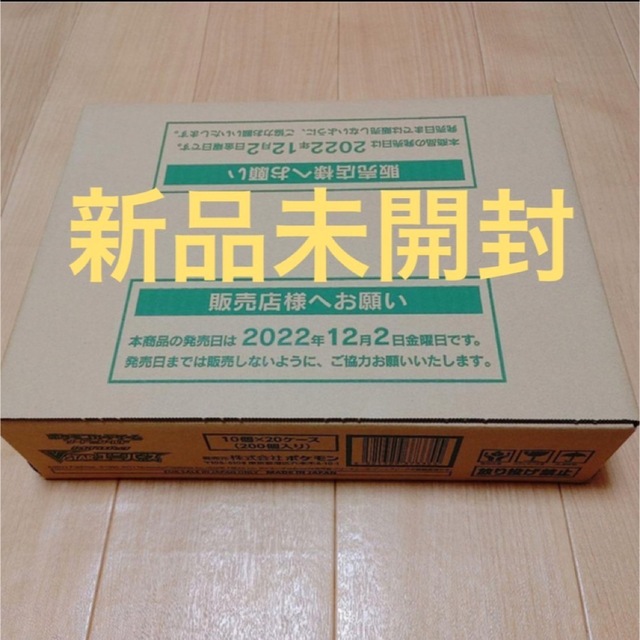 本商品の発売日は2022年12月2日金曜日です。
発売日までは販売しないように、ご協力お願いいたします。
販売店様へお願い
新品未開封
販売店様へお願い
本商品の発売日は2022年12月2日金曜日です。
発売日までは販売しないように、ご協力お願いいたします。
10個×20ケース
(200個入り)
株式会社ポケモン
MADE IN JAPAN
放り投げ禁止